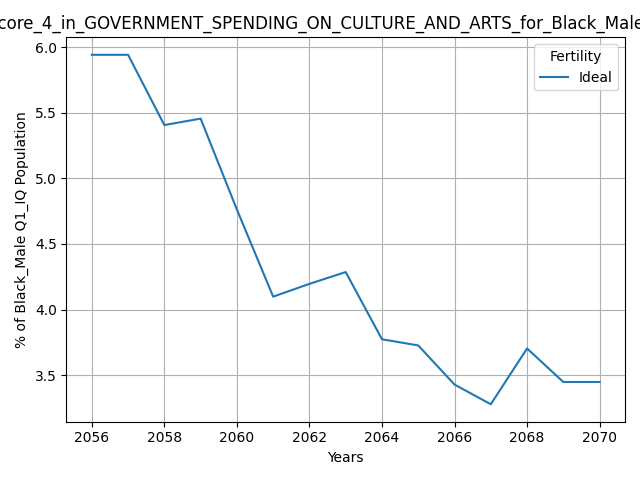 core_4_in_GOVERNMENT_SPENDING_ON_CULTURE_AND_ARTS_for_Black_Male
Fertility
Ideal
% of Black_Male Q1_IQ Population
6.0
5.5
5.0
4.5
4.0
3.5
2056 2058 2060 2062 2064 2066 2068 2070
Years